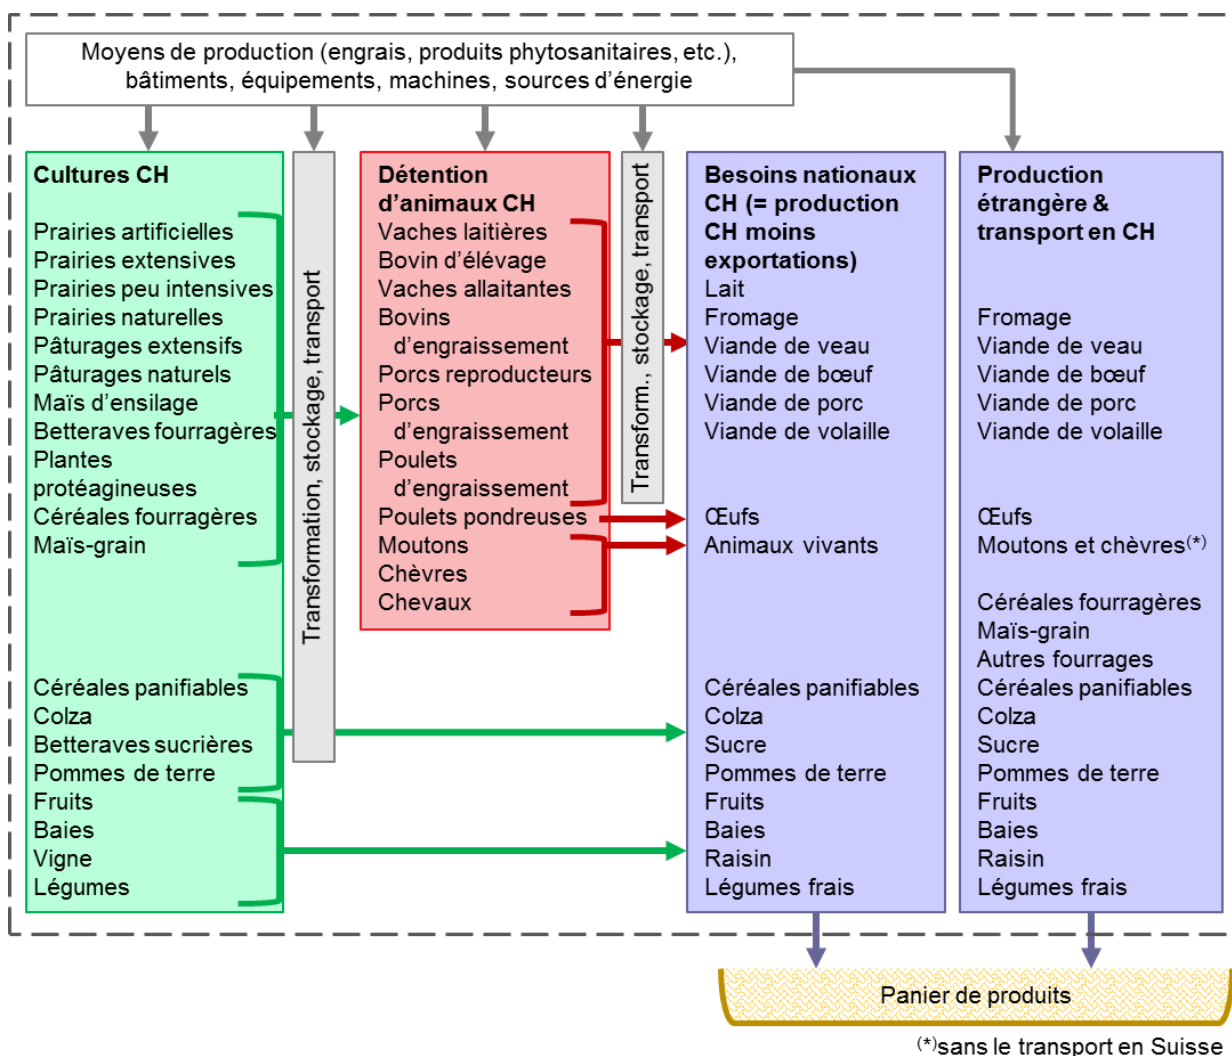 Moyens de production (engrais, produits phytosanitaires, etc.),
bâtiments, équipements, machines, sources d’énergie
Cultures CH
Prairies artificielles
Prairies extensives
Prairies peu intensives
Prairies naturelles
Pâturages extensifs
Pâturages naturels
Maïs d’ensilage
Betteraves fourragères
Plantes
protéagineuses
Céréales fourragères
Maïs-grain
Céréales panifiables
Colza
Betteraves sucrières
Pommes de terre
Fruits
Baies
Vigne
Légumes
Transformation, stockage, transport
Détention
d’animaux CH
Vaches laitières
Bovin d’élévage
Vaches allaitantes
Bovins
d’engraissement
Porcs reproducteurs
Porcs
d’engraissement
Poulets
d’engraissement
Poulets pondreuses
Moutons
Chèvres
Chevaux
Transform., stockage, transport
Besoins nationaux
CH (= production
CH moins
exportations)
Lait
Fromage
Viande de veau
Viande de bœuf
Viande de porc
Viande de volaille
Œufs
Animaux vivants
Céréales panifiables
Colza
Sucre
Pommes de terre
Fruits
Baies
Raisin
Légumes frais
Production
étrangère &
transport en CH
Fromage
Viande de veau
Viande de bœuf
Viande de porc
Viande de volaille
Œufs
Moutons et chèvres(*)
Céréales fourragères
Maïs-grain
Autres fourrages
Céréales panifiables
Colza
Sucre
Pommes de terre
Fruits
Baies
Raisin
Légumes frais
Panier de produits
(*)sans le transport en Suisse